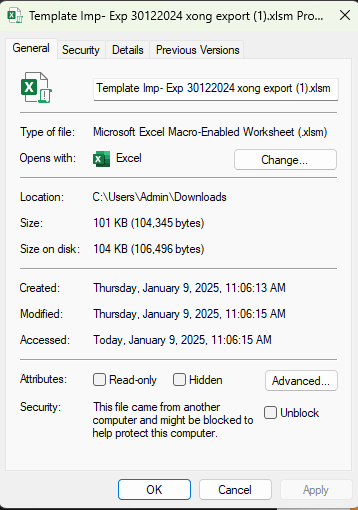 Template Imp- Exp 30122024 xong export (1).xlsm Pro...
General Security Details Previous Versions
Template Imp- Exp 30122024 xong export (1).xlsm
Type of file: Microsoft Excel Macro-Enabled Worksheet (.xlsm)
Opens with: Excel Change...
Location: C:\Users\Admin\Downloads
Size: 101 KB (104,345 bytes)
Size on disk: 104 KB (106,496 bytes)
Created: Thursday, January 9, 2025, 11:06:13 AM
Modified: Thursday, January 9, 2025, 11:06:15 AM
Accessed: Today, January 9, 2025, 11:06:15 AM
Attributes: Read-only Hidden Advanced...
Security: This file came from another
computer and might be blocked to
help protect this computer.
Unblock
OK Cancel Apply